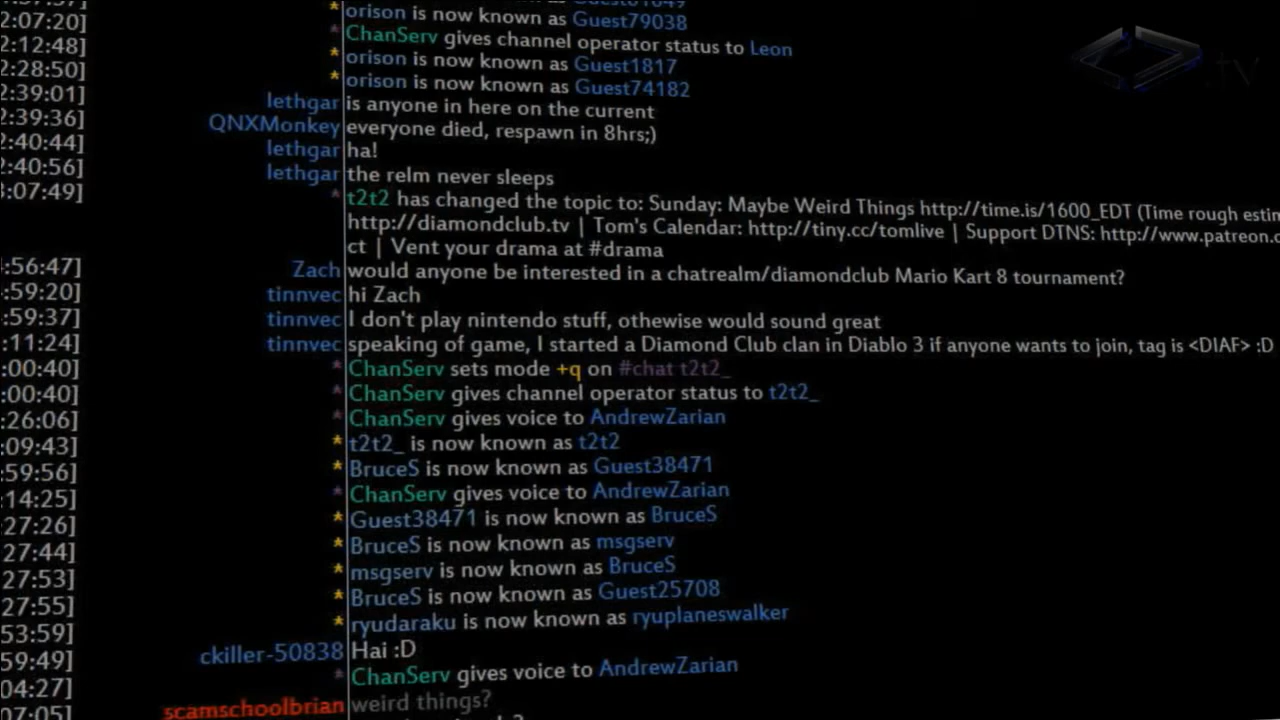 orison is now known as Guest79038
2:07:20] ChanServ gives channel operator status to Leon
2:12:48] orison is now known as Guest1817
2:28:50] orison is now known as Guest74182
2:39:01] lethgar is anyone in here on the current
2:39:36] QNXMonkey everyone died, respawn in 8hrs;)
2:40:44] lethgar ha!
2:40:56] lethgar the relm never sleeps
3:07:49] * t2t2 has changed the topic to: Sunday: Maybe Weird Things http://time.is/1600_EDT (Time rough estin
http://diamondclub.tv | Tom's Calendar: http://tiny.cc/tomlive | Support DTNS: http://www.patreon.c
ct | Vent your drama at #drama
:56:47] Zach would anyone be interested in a chatrealm/diamondclub Mario Kart 8 tournament?
:59:20] tinnvec hi Zach
:59:37] tinnvec I don't play nintendo stuff, othewise would sound great
:11:24] tinnvec speaking of game, I started a Diamond Club clan in Diablo 3 if anyone wants to join, tag is <DIAF> :D
:00:40] * ChanServ sets mode +q on #chat t2t2_
:00:40] * ChanServ gives channel operator status to t2t2_
:26:06] * ChanServ gives voice to AndrewZarian
:09:43] * t2t2_ is now known as t2t2
:59:56] * BruceS is now known as Guest38471
:14:25] * ChanServ gives voice to AndrewZarian
:27:26] * Guest38471 is now known as BruceS
:27:44] * BruceS is now known as msgserv
:27:53] * msgserv is now known as BruceS
:27:55] * BruceS is now known as Guest25708
:53:59] * ryudaraku is now known as ryuplaneswalker
:59:49] ckiller-50838 Hai :D
:04:27] * ChanServ gives voice to AndrewZarian
:07:05] scamschoolbrian weird things?
.tv